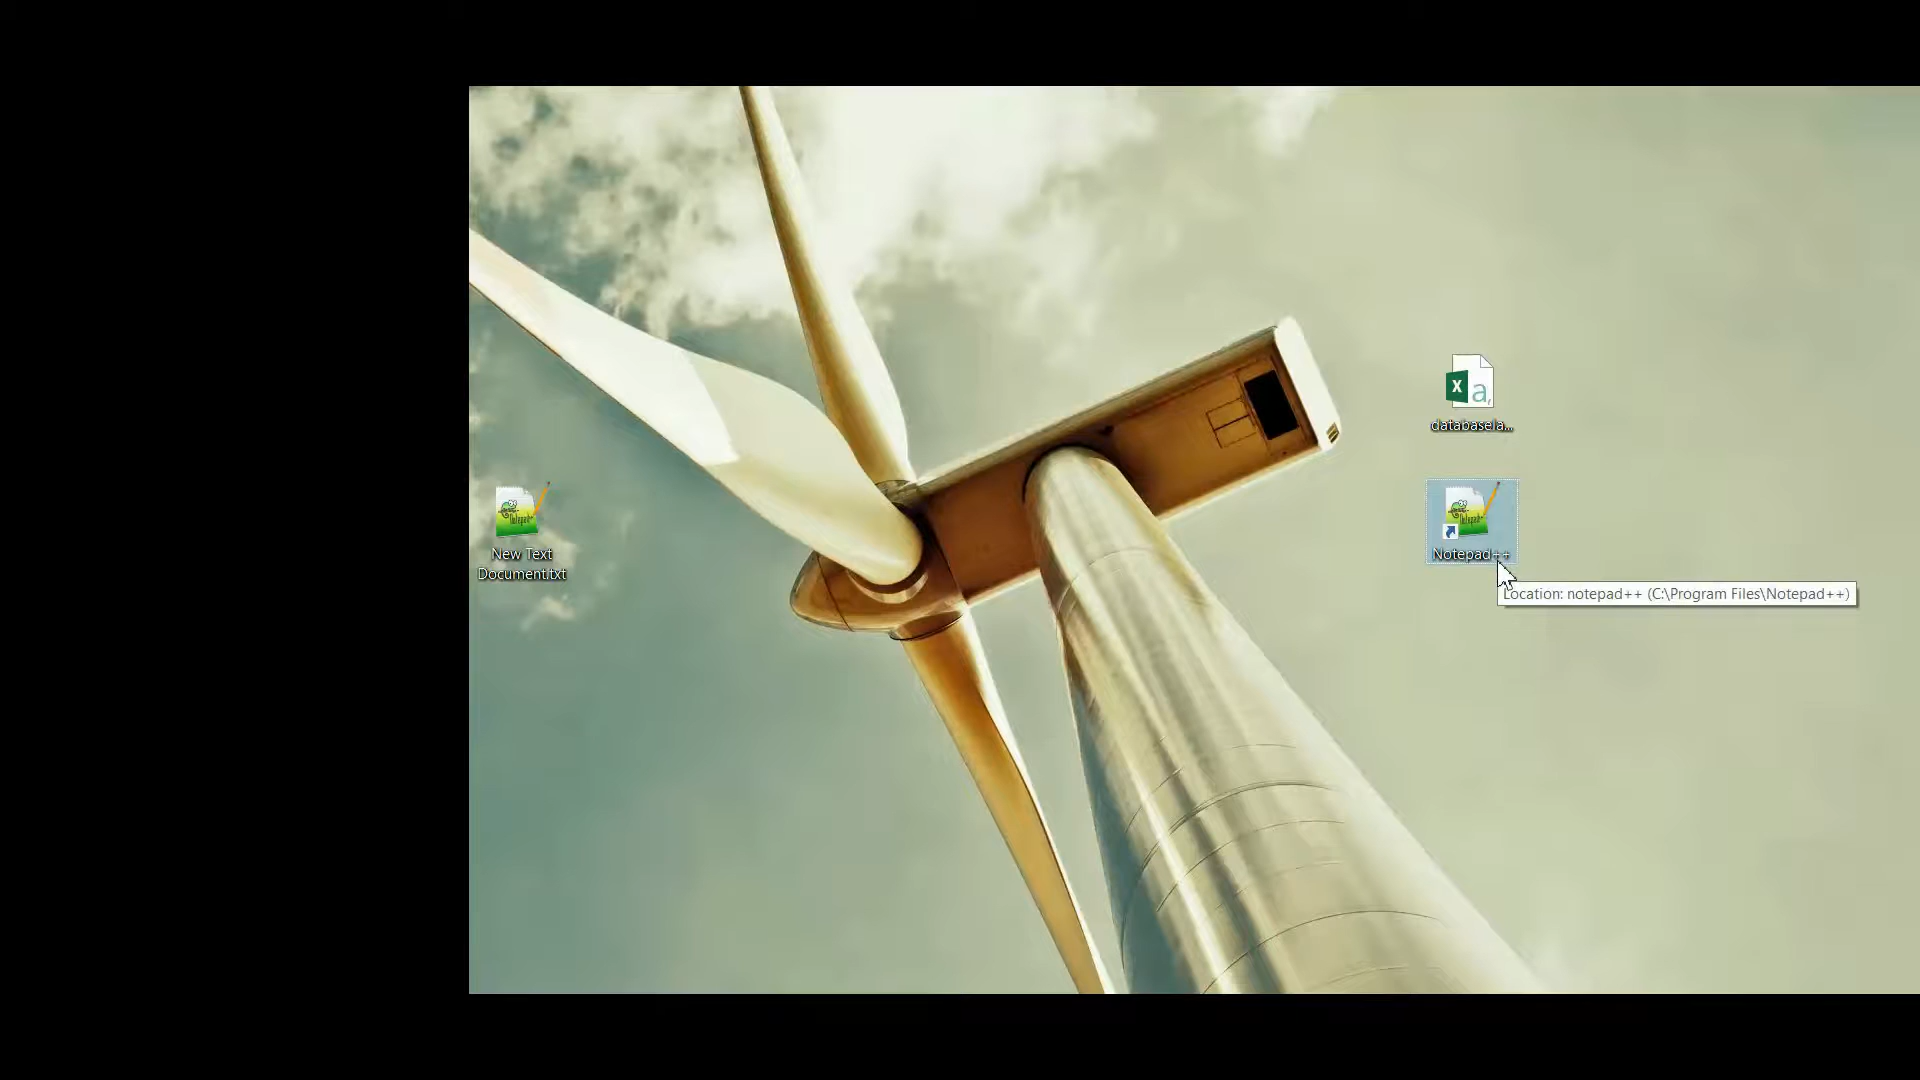 databasela...
New Text
Document.txt
Notepad++
Location: notepad++ (C:\Program Files\Notepad++)